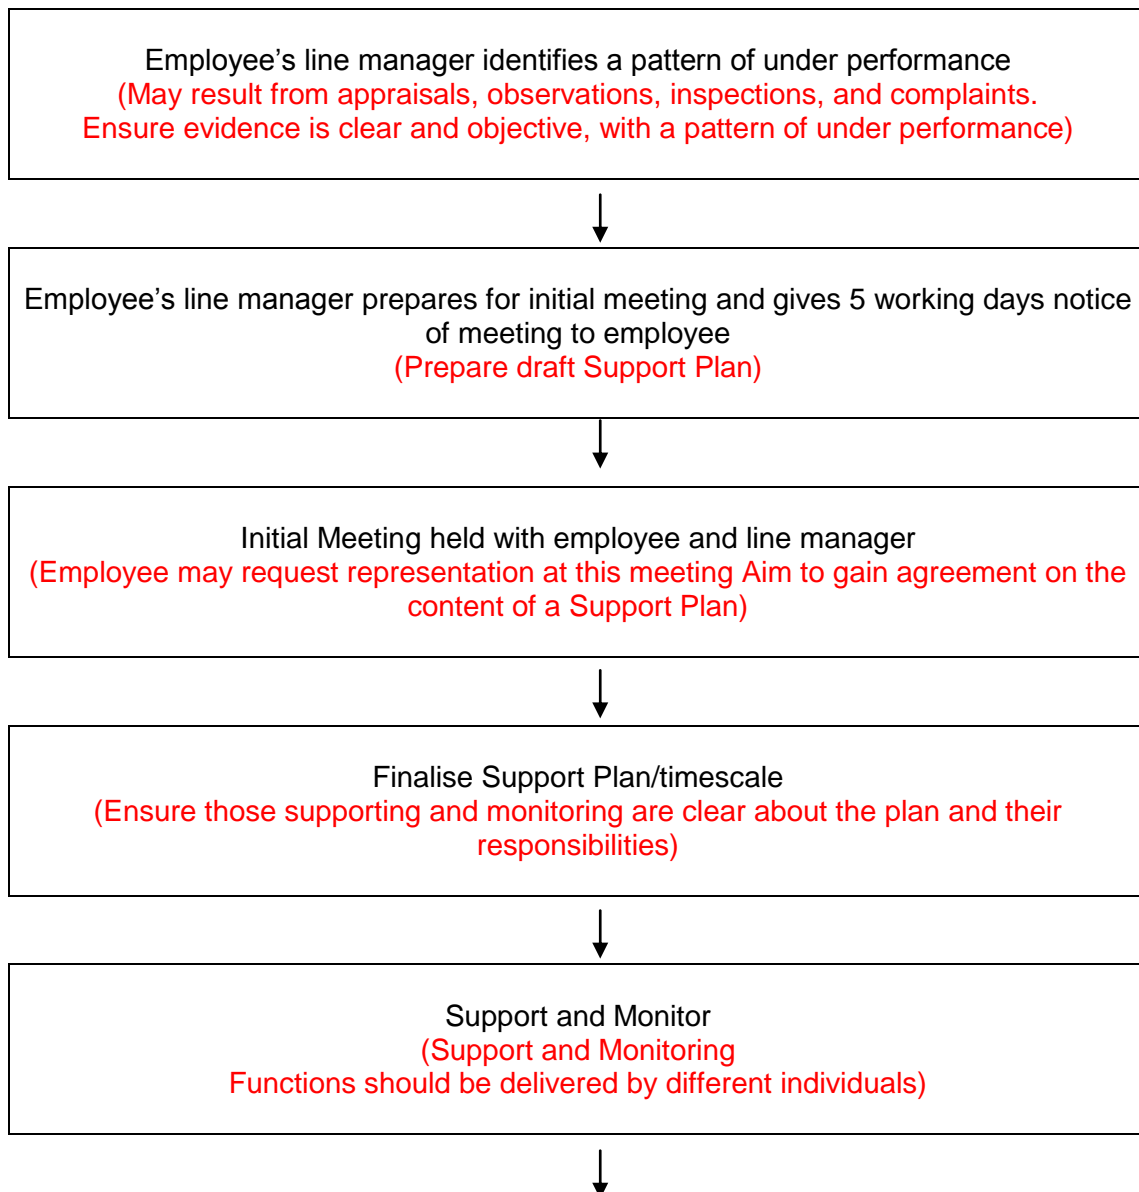 Employee’s line manager identifies a pattern of under performance
(May result from appraisals, observations, inspections, and complaints.
Ensure evidence is clear and objective, with a pattern of under performance)
Employee’s line manager prepares for initial meeting and gives 5 working days notice
of meeting to employee
(Prepare draft Support Plan)
Initial Meeting held with employee and line manager
(Employee may request representation at this meeting Aim to gain agreement on the
content of a Support Plan)
Finalise Support Plan/timescale
(Ensure those supporting and monitoring are clear about the plan and their
responsibilities)
Support and Monitor
(Support and Monitoring
Functions should be delivered by different individuals)